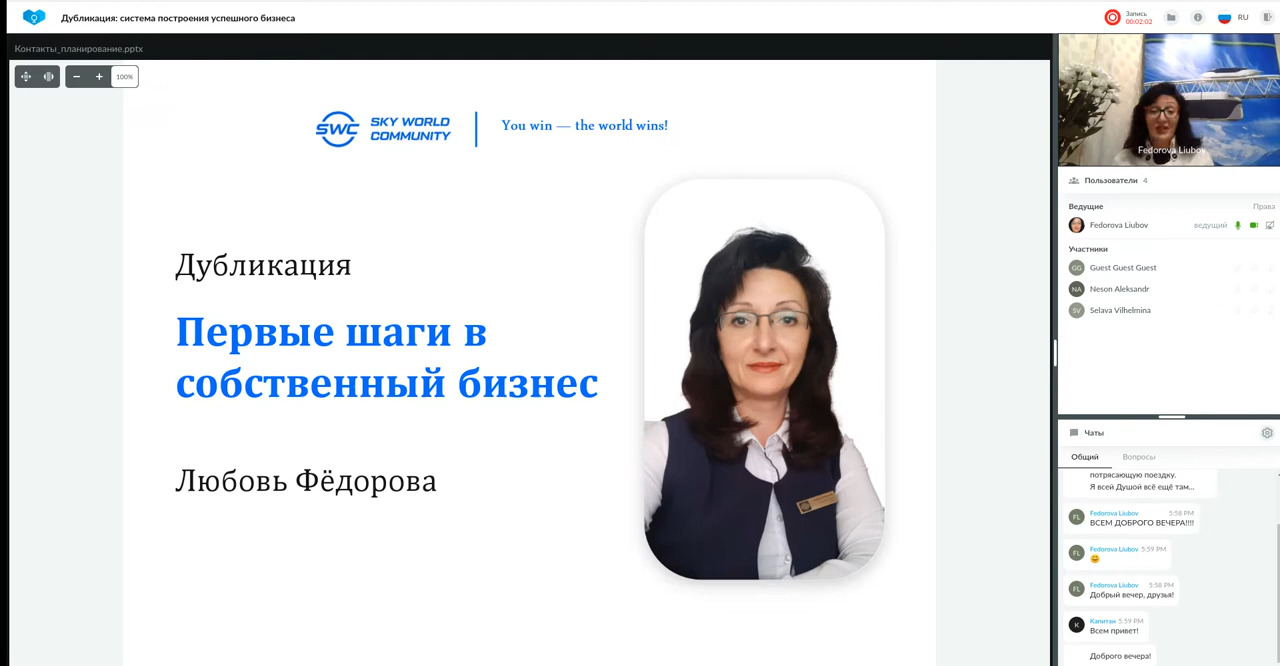 Дубликация: система построения успешного бизнеса
Запись
00:02:02
RU
Контакты_планирование.pptx
100%
SWC
SKY WORLD
COMMUNITY
You win — the world wins!
Дубликация
Первые шаги в
собственный бизнес
Любовь Фёдорова
Fedorova Liubov
Пользователи 4
Ведущие
Права
Fedorova Liubov
ведущий
Участники
GG
Guest Guest Guest
NA
Neson Aleksandr
SV
Selava Vilhelmina
Чаты
Общий
Вопросы
потрясающую поездку.
Я всей Душой всё ещё там...
FL
Fedorova Liubov 5:58 PM
ВСЕМ ДОБРОГО ВЕЧЕРА!!!!
FL
Fedorova Liubov 5:59 PM
FL
Fedorova Liubov 5:58 PM
Добрый вечер, друзья!
K
Капитан 5:59 PM
Всем привет!
Доброго вечера!